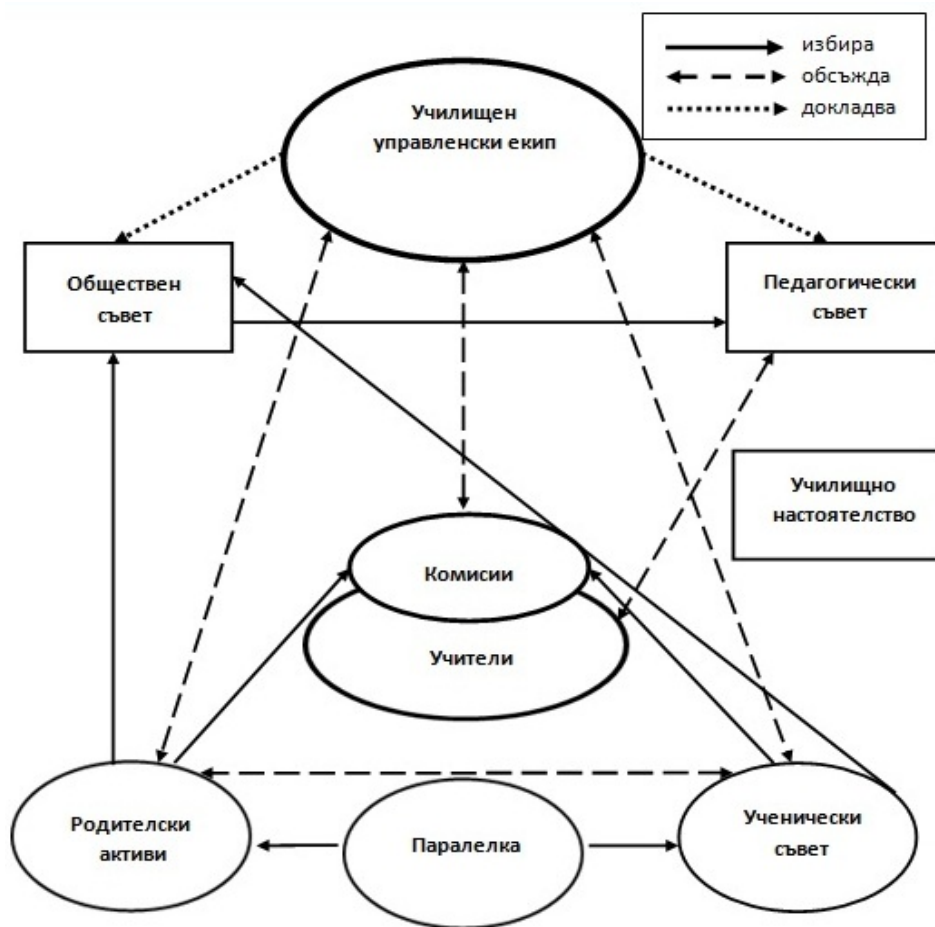 избира
обсъжда
докладва
Училищен
управленски екип
Обществен
съвет
Педагогически
съвет
Училищно
настоятелство
Комисии
Учители
Родителски
активи
Паралелка
Ученически
съвет